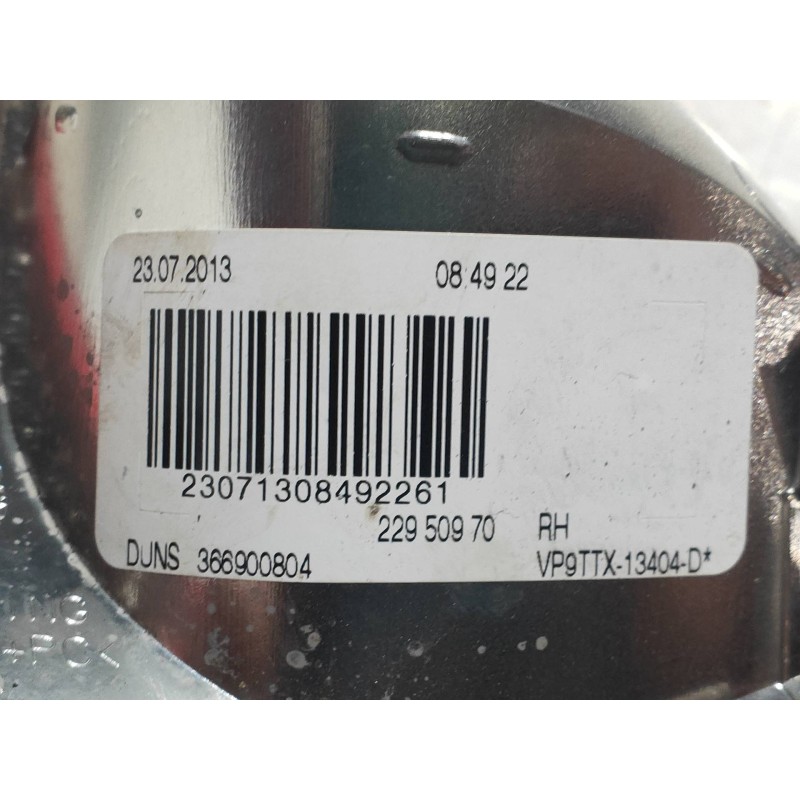 23.07.2013 08 49 22
23071308492261
229 509 70 RH
DUNS 366900804 VP9TTX-13404-D*